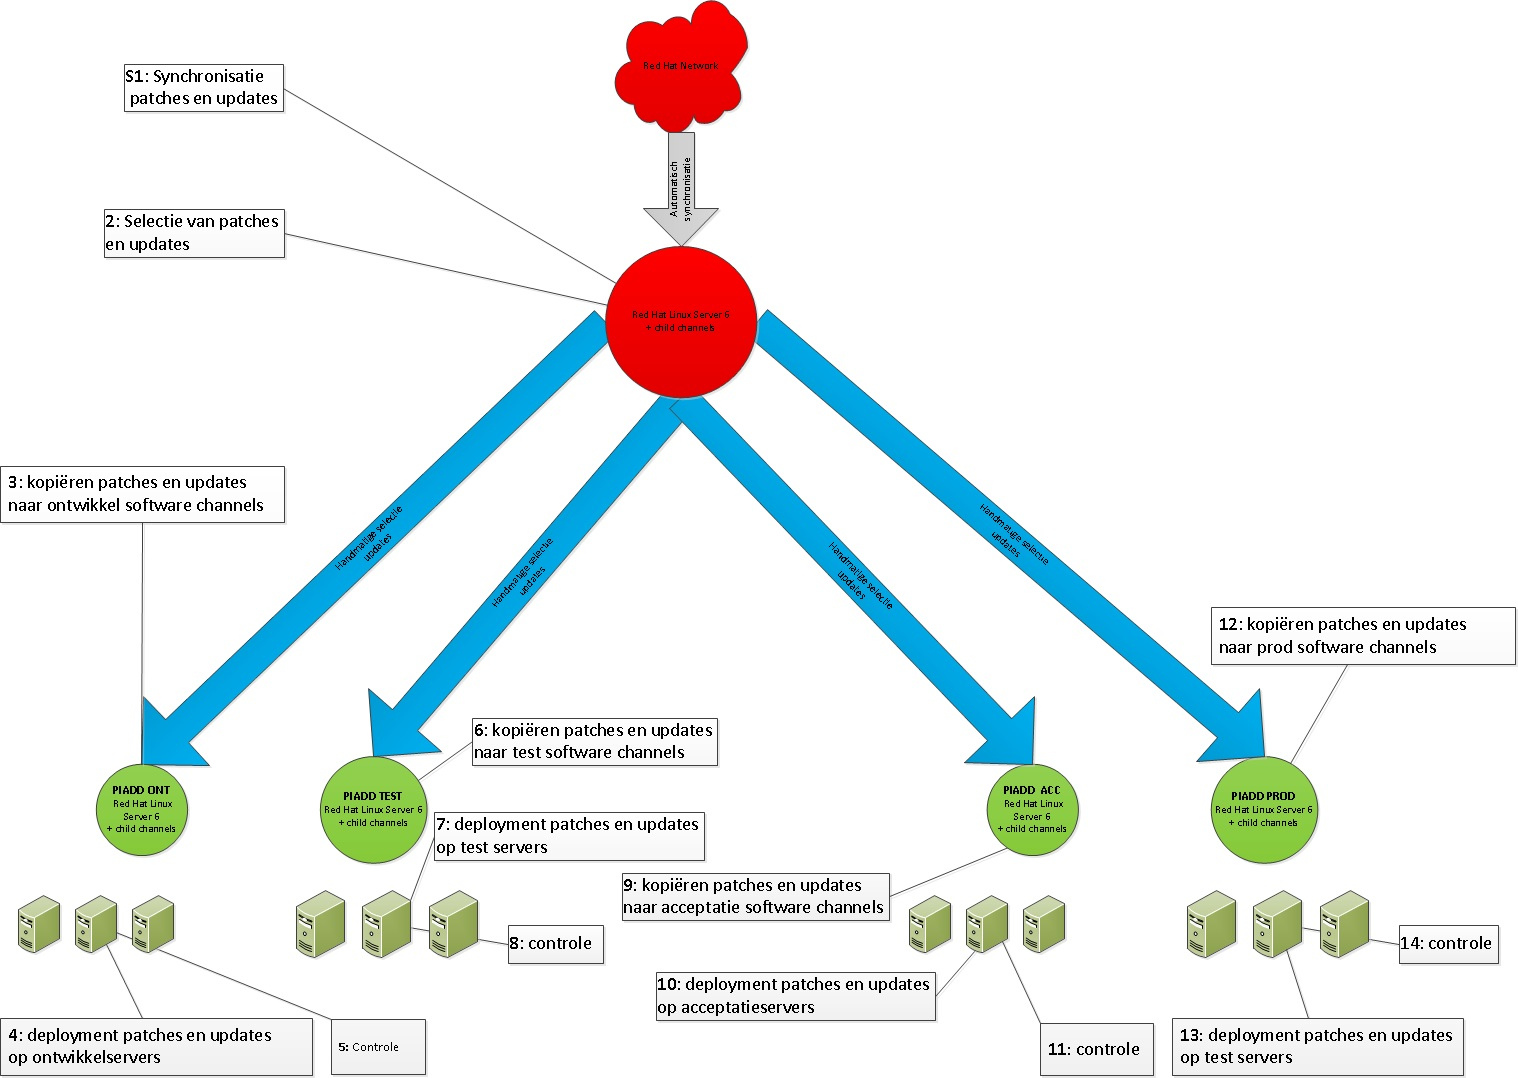 Red Hat Network
S1: Synchronisatie
patches en updates
Automatisch
synchronisatie
2: Selectie van patches
en updates
Red Hat Linux Server 6
+ child channels
3: kopiëren patches en updates
naar ontwikkel software channels
Handmatige selectie
updates
Handmatige selectie
updates
Handmatige selectie
updates
Handmatige selectie
updates
12: kopiëren patches en updates
naar prod software channels
6: kopiëren patches en updates
naar test software channels
PIADD ONT
Red Hat Linux
Server 6
+ child channels
PIADD TEST
Red Hat Linux Server 6
+ child channels
PIADD ACC
Red Hat Linux
Server 6
+ child channels
PIADD PROD
Red Hat Linux Server 6
+ child channels
7: deployment patches en updates
op test servers
9: kopiëren patches en updates
naar acceptatie software channels
8: controle
14: controle
10: deployment patches en updates
op acceptatieservers
4: deployment patches en updates
op ontwikkelservers
5: Controle
11: controle
13: deployment patches en updates
op test servers